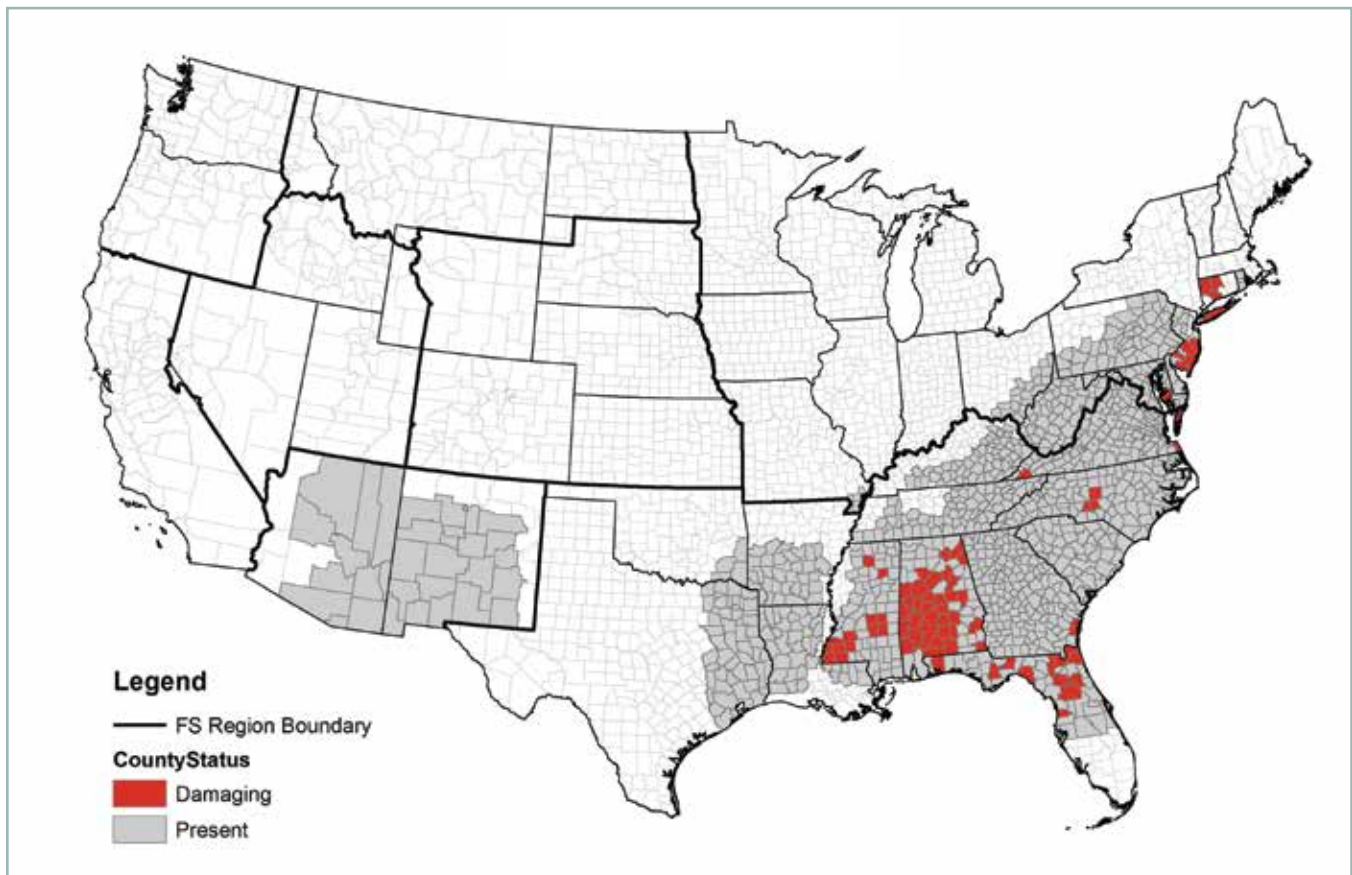 Legend
FS Region Boundary
CountyStatus
Damaging
Present